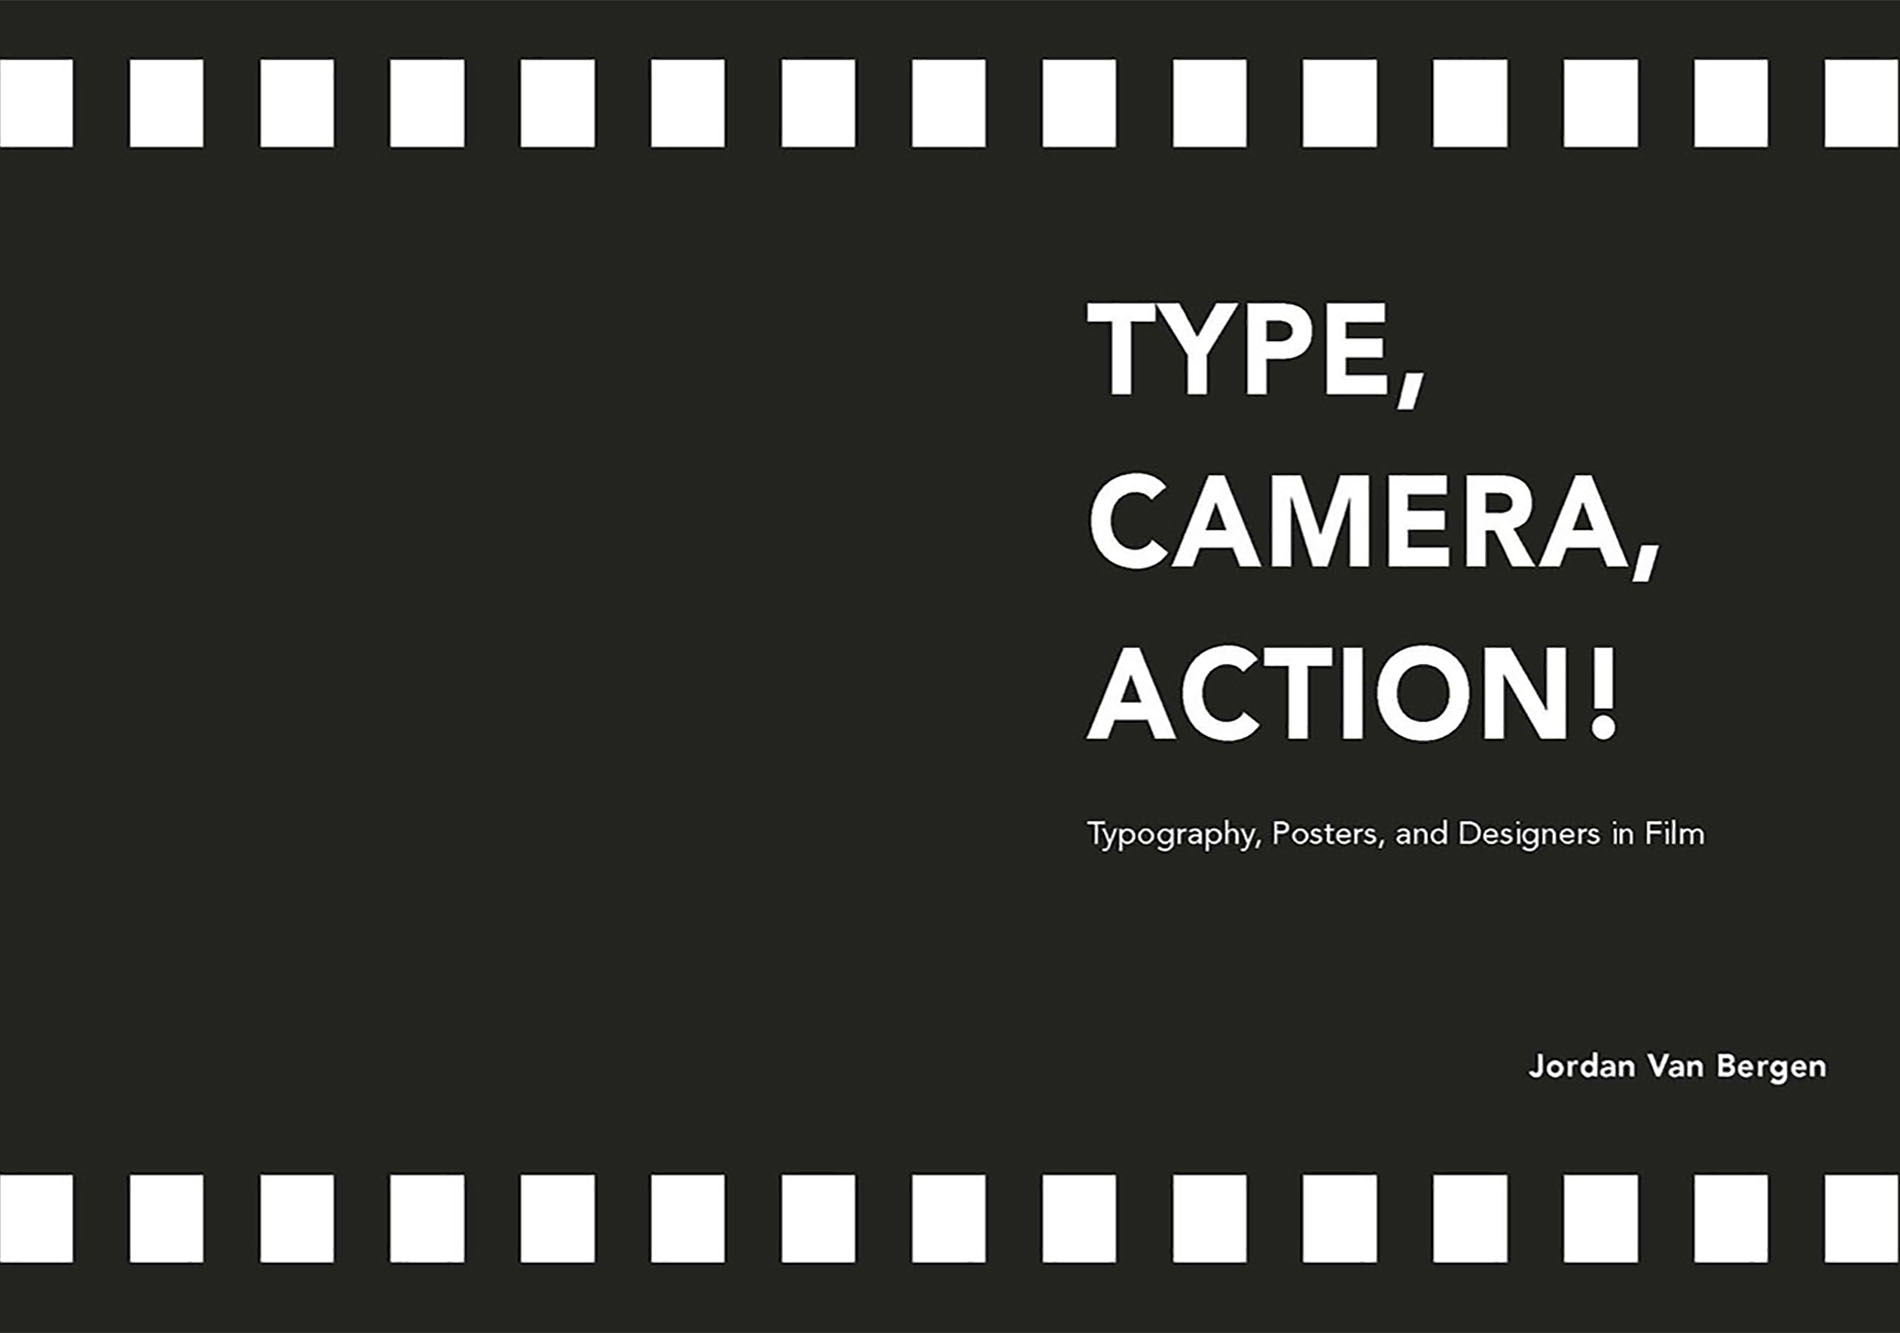 TYPE,
CAMERA,
ACTION!
Typography, Posters, and Designers in Film
Jordan Van Bergen